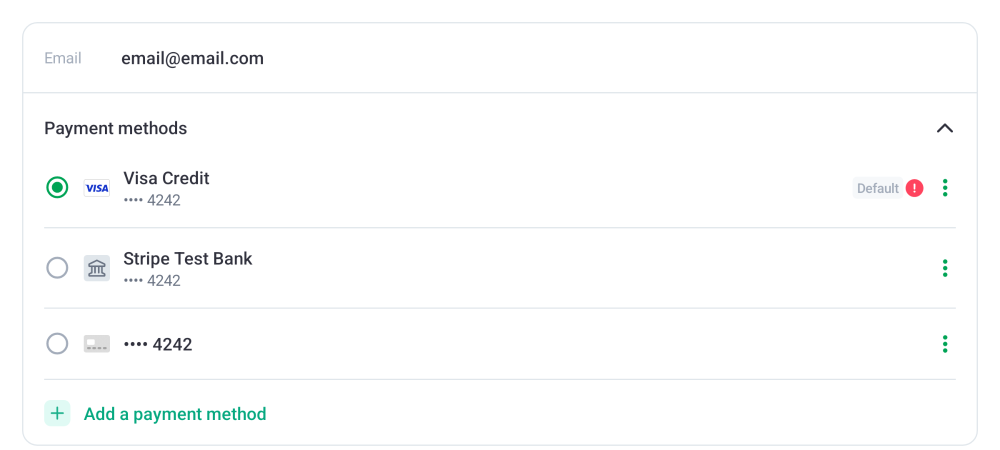 Email email@email.com
Payment methods
VISA Visa Credit
•••• 4242
Default !
Stripe Test Bank
•••• 4242
•••• 4242
+ Add a payment method